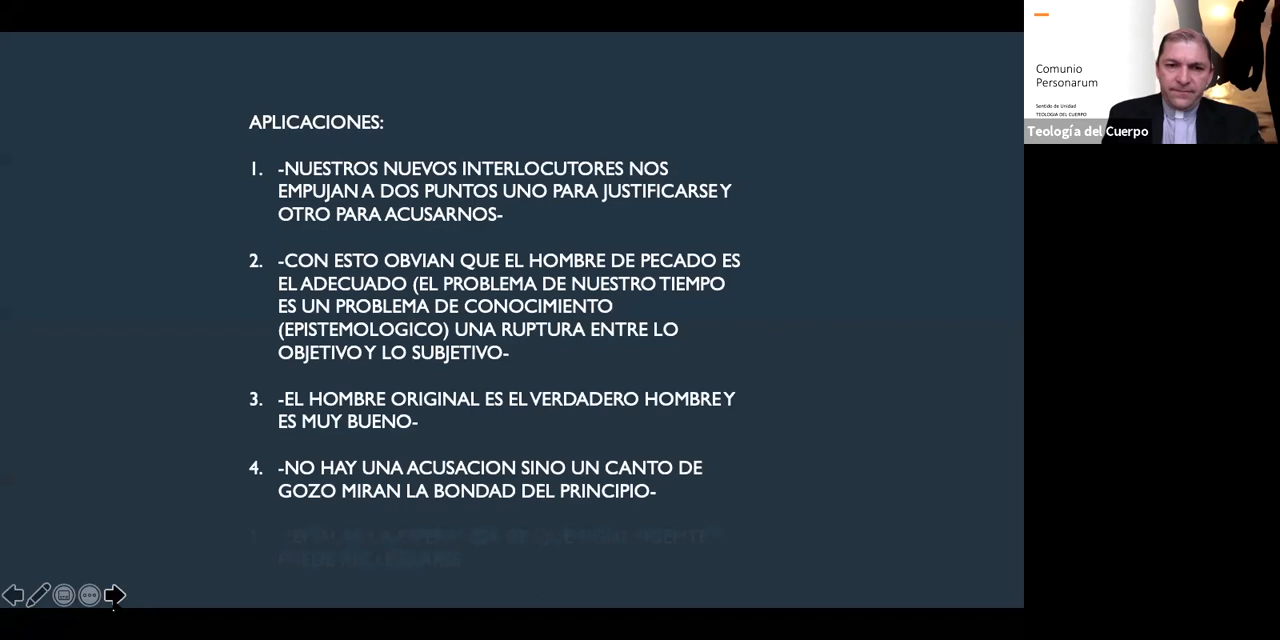 APLICACIONES:
1. -NUESTROS NUEVOS INTERLOCUTORES NOS
EMPUJAN A DOS PUNTOS UNO PARA JUSTIFICARSE Y
OTRO PARA ACUSARNOS-
2. -CON ESTO OBVIAN QUE EL HOMBRE DE PECADO ES
EL ADECUADO (EL PROBLEMA DE NUESTRO TIEMPO
ES UN PROBLEMA DE CONOCIMIENTO
(EPISTEMOLOGICO) UNA RUPTURA ENTRE LO
OBJETIVO Y LO SUBJETIVO-
3. -EL HOMBRE ORIGINAL ES EL VERDADERO HOMBRE Y
ES MUY BUENO-
4. -NO HAY UNA ACUSACION SINO UN CANTO DE
GOZO MIRAN LA BONDAD DEL PRINCIPIO-
Comunio
Personarum
Sentido de Unidad
TEOLOGIA DEL CUERPO
Teología del Cuerpo